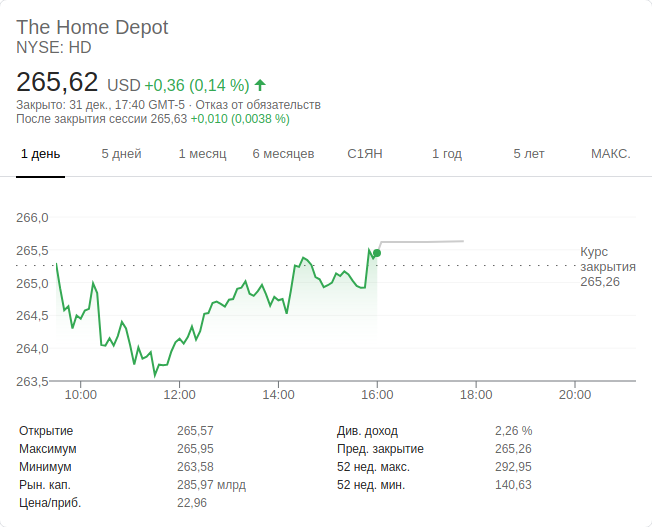 The Home Depot
NYSE: HD
265,62 USD +0,36 (0,14 %)
Закрыто: 31 дек., 17:40 GMT-5 · Отказ от обязательств
После закрытия сессии 265,63 +0,010 (0,0038 %)
1 день 5 дней 1 месяц 6 месяцев С1ЯН 1 год 5 лет МАКС.
266,0
265,5
265,0
264,5
264,0
263,5
Курс
закрытия
265,26
10:00 12:00 14:00 16:00 18:00 20:00
Открытие 265,57 Див. доход 2,26 %
Максимум 265,95 Пред. закрытие 265,26
Минимум 263,58 52 нед. макс. 292,95
Рын. кап. 285,97 млрд 52 нед. мин. 140,63
Цена/приб. 22,96